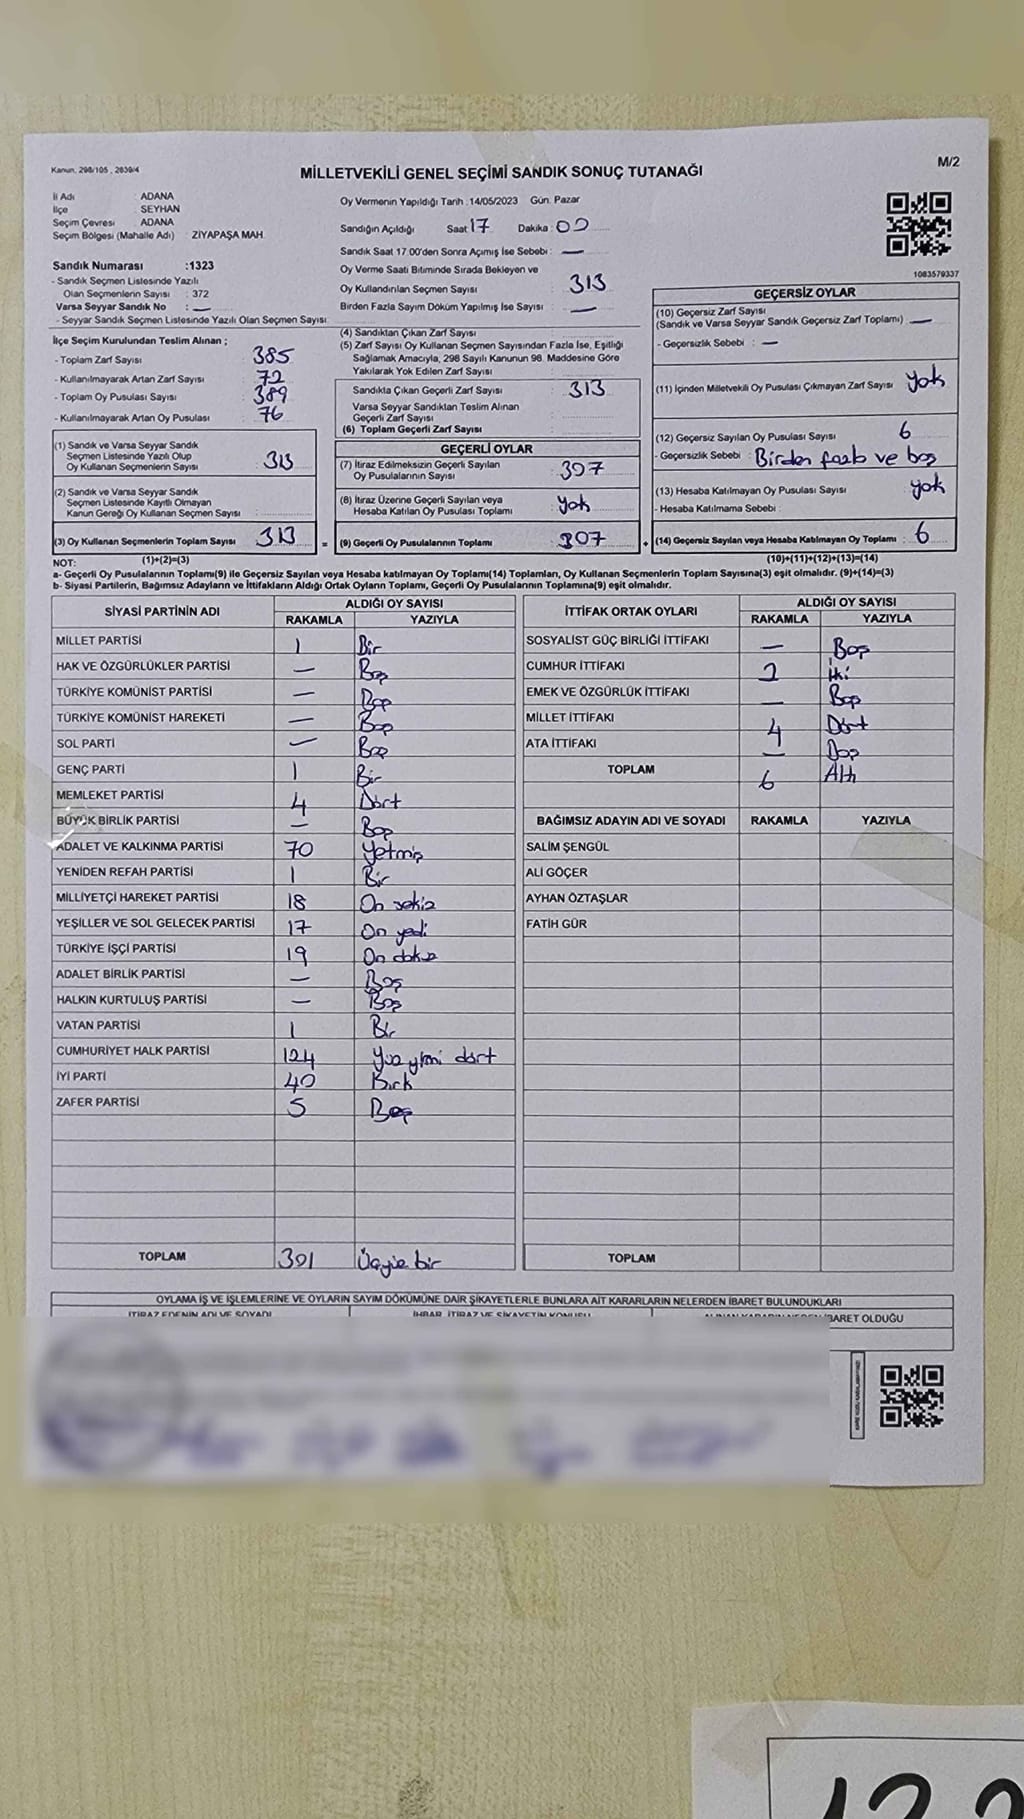 Kanun, 298/105 , 2839/4
MİLLETVEKİLİ GENEL SEÇİMİ SANDIK SONUÇ TUTANAĞI
M/2
İl Adı : ADANA
İlçe : SEYHAN
Seçim Çevresi : ADANA
Seçim Bölgesi (Mahalle Adı) : ZİYAPAŞA MAH.
Sandık Numarası :1323
- Sandık Seçmen Listesinde Yazılı
Olan Seçmenlerin Sayısı : 372
Varsa Seyyar Sandık No : —
- Seyyar Sandık Seçmen Listesinde Yazılı Olan Seçmen Sayısı:
İlçe Seçim Kurulundan Teslim Alınan ;
- Toplam Zarf Sayısı 385
- Kullanılmayarak Artan Zarf Sayısı 72
- Toplam Oy Pusulası Sayısı 389
- Kullanılmayarak Artan Oy Pusulası 76
(1) Sandık ve Varsa Seyyar Sandık
Seçmen Listesinde Yazılı Olup
Oy Kullanan Seçmenlerin Sayısı 313
(2) Sandık ve Varsa Seyyar Sandık
Seçmen Listesinde Kayıtlı Olmayan
Kanun Gereği Oy Kullanan Seçmen Sayısı
(3) Oy Kullanan Seçmenlerin Toplam Sayısı 313
(1)+(2)=(3)
Oy Vermenin Yapıldığı Tarih :14/05/2023 Gün: Pazar
Sandığın Açıldığı Saat 17 Dakika : 00
Sandık Saat 17.00'den Sonra Açımış İse Sebebi : —
Oy Verme Saati Bitiminde Sırada Bekleyen ve
Oy Kullandırılan Seçmen Sayısı : 313
Birden Fazla Sayım Döküm Yapılmış İse Sayısı : —
(4) Sandıktan Çıkan Zarf Sayısı
(5) Zarf Sayısı Oy Kullanan Seçmen Sayısından Fazla İse, Eşitliği
Sağlamak Amacıyla, 298 Sayılı Kanunun 98. Maddesine Göre
Yakılarak Yok Edilen Zarf Sayısı
Sandıkta Çıkan Geçerli Zarf Sayısı 313
Varsa Seyyar Sandıktan Teslim Alınan
Geçerli Zarf Sayısı
(6) Toplam Geçerli Zarf Sayısı
GEÇERLİ OYLAR
(7) İtiraz Edilmeksizin Geçerli Sayılan
Oy Pusulalarının Sayısı 307
(8) İtiraz Üzerine Geçerli Sayılan veya
Hesaba Katılan Oy Pusulası Toplamı yok
= (9) Geçerli Oy Pusulalarının Toplamı 307
1083579337
GEÇERSİZ OYLAR
(10) Geçersiz Zarf Sayısı
(Sandık ve Varsa Seyyar Sandık Geçersiz Zarf Toplamı) —
- Geçersizlik Sebebi : —
(11) İçinden Milletvekili Oy Pusulası Çıkmayan Zarf Sayısı yok
(12) Geçersiz Sayılan Oy Pusulası Sayısı 6
- Geçersizlik Sebebi : Birden fazla ve boş
(13) Hesaba Katılmayan Oy Pusulası Sayısı yok
- Hesaba Katılmama Sebebi :
+ (14) Geçersiz Sayılan veya Hesaba Katılmayan Oy Toplamı : 6
(10)+(11)+(12)+(13)=(14)
NOT:
a- Geçerli Oy Pusulalarının Toplamı(9) ile Geçersiz Sayılan veya Hesaba katılmayan Oy Toplamı(14) Toplamları, Oy Kullanan Seçmenlerin Toplam Sayısına(3) eşit olmalıdır. (9)+(14)=(3)
b- Siyasi Partilerin, Bağımsız Adayların ve İttifakların Aldığı Ortak Oyların Toplamı, Geçerli Oy Pusulalarının Toplamına(9) eşit olmalıdır.
SİYASİ PARTİNİN ADI
ALDIĞI OY SAYISI
RAKAMLA YAZIYLA
MİLLET PARTİSİ 1 Bir
HAK VE ÖZGÜRLÜKLER PARTİSİ — Boş
TÜRKİYE KOMÜNİST PARTİSİ — Boş
TÜRKİYE KOMÜNİST HAREKETİ — Boş
SOL PARTİ — Boş
GENÇ PARTİ 1 Bir
MEMLEKET PARTİSİ 4 Dört
BÜYÜK BİRLİK PARTİSİ — Boş
ADALET VE KALKINMA PARTİSİ 70 Yetmiş
YENİDEN REFAH PARTİSİ 1 Bir
MİLLİYETÇİ HAREKET PARTİSİ 18 On sekiz
YEŞİLLER VE SOL GELECEK PARTİSİ 17 On yedi
TÜRKİYE İŞÇİ PARTİSİ 19 On dokuz
ADALET BİRLİK PARTİSİ — Boş
HALKIN KURTULUŞ PARTİSİ — Boş
VATAN PARTİSİ 1 Bir
CUMHURİYET HALK PARTİSİ 124 Yüz yirmi dört
İYİ PARTİ 40 Kırk
ZAFER PARTİSİ 5 Beş
TOPLAM 301 Üçyüz bir
İTTİFAK ORTAK OYLARI
ALDIĞI OY SAYISI
RAKAMLA YAZIYLA
SOSYALİST GÜÇ BİRLİĞİ İTTİFAKI — Boş
CUMHUR İTTİFAKI 2 İki
EMEK VE ÖZGÜRLÜK İTTİFAKI — Boş
MİLLET İTTİFAKI 4 Dört
ATA İTTİFAKI — Boş
TOPLAM 6 Altı
BAĞIMSIZ ADAYIN ADI VE SOYADI RAKAMLA YAZIYLA
SALİM ŞENGÜL
ALİ GÖÇER
AYHAN ÖZTAŞLAR
FATİH GÜR
TOPLAM
OYLAMA İŞ VE İŞLEMLERİNE VE OYLARIN SAYIM DÖKÜMÜNE DAİR ŞİKAYETLERLE BUNLARA AİT KARARLARIN NELERDEN İBARET BULUNDUKLARI
İTİRAZ EDENİN ADI VE SOYADI İHBAR, İTİRAZ VE ŞİKAYETİN KONUSU İBARET OLDUĞU